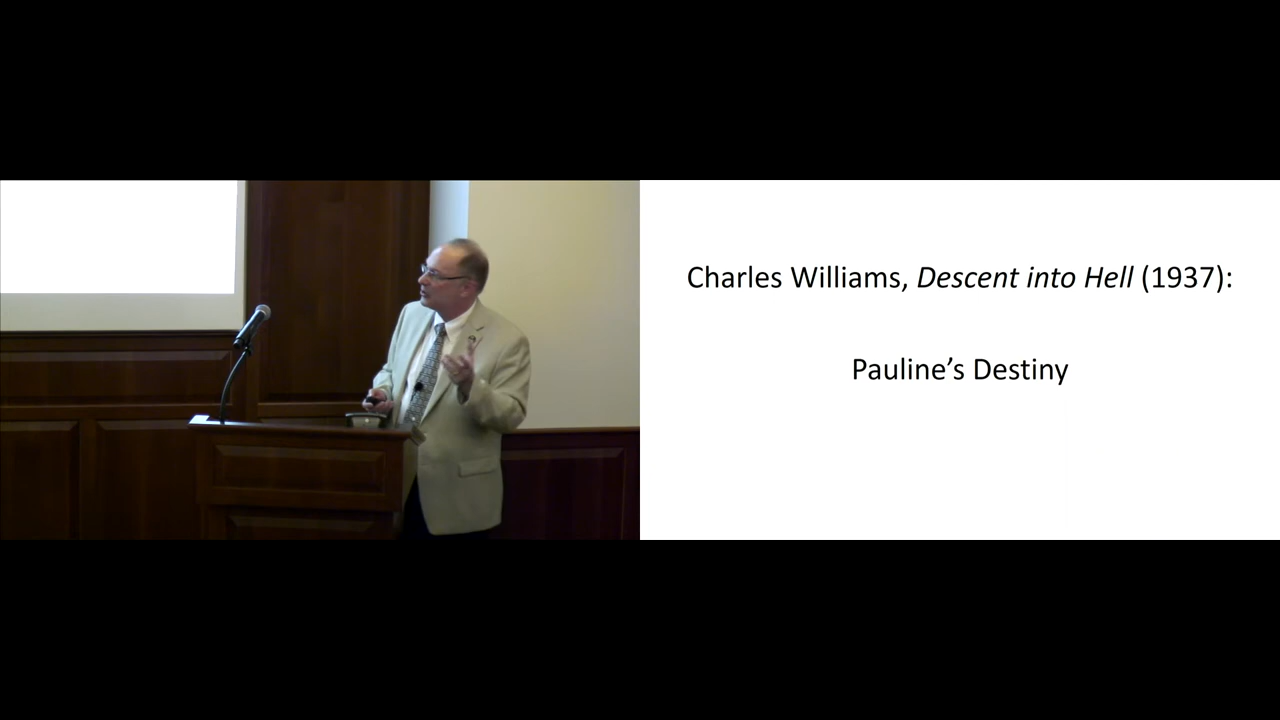 Charles Williams, Descent into Hell (1937):
Pauline’s Destiny